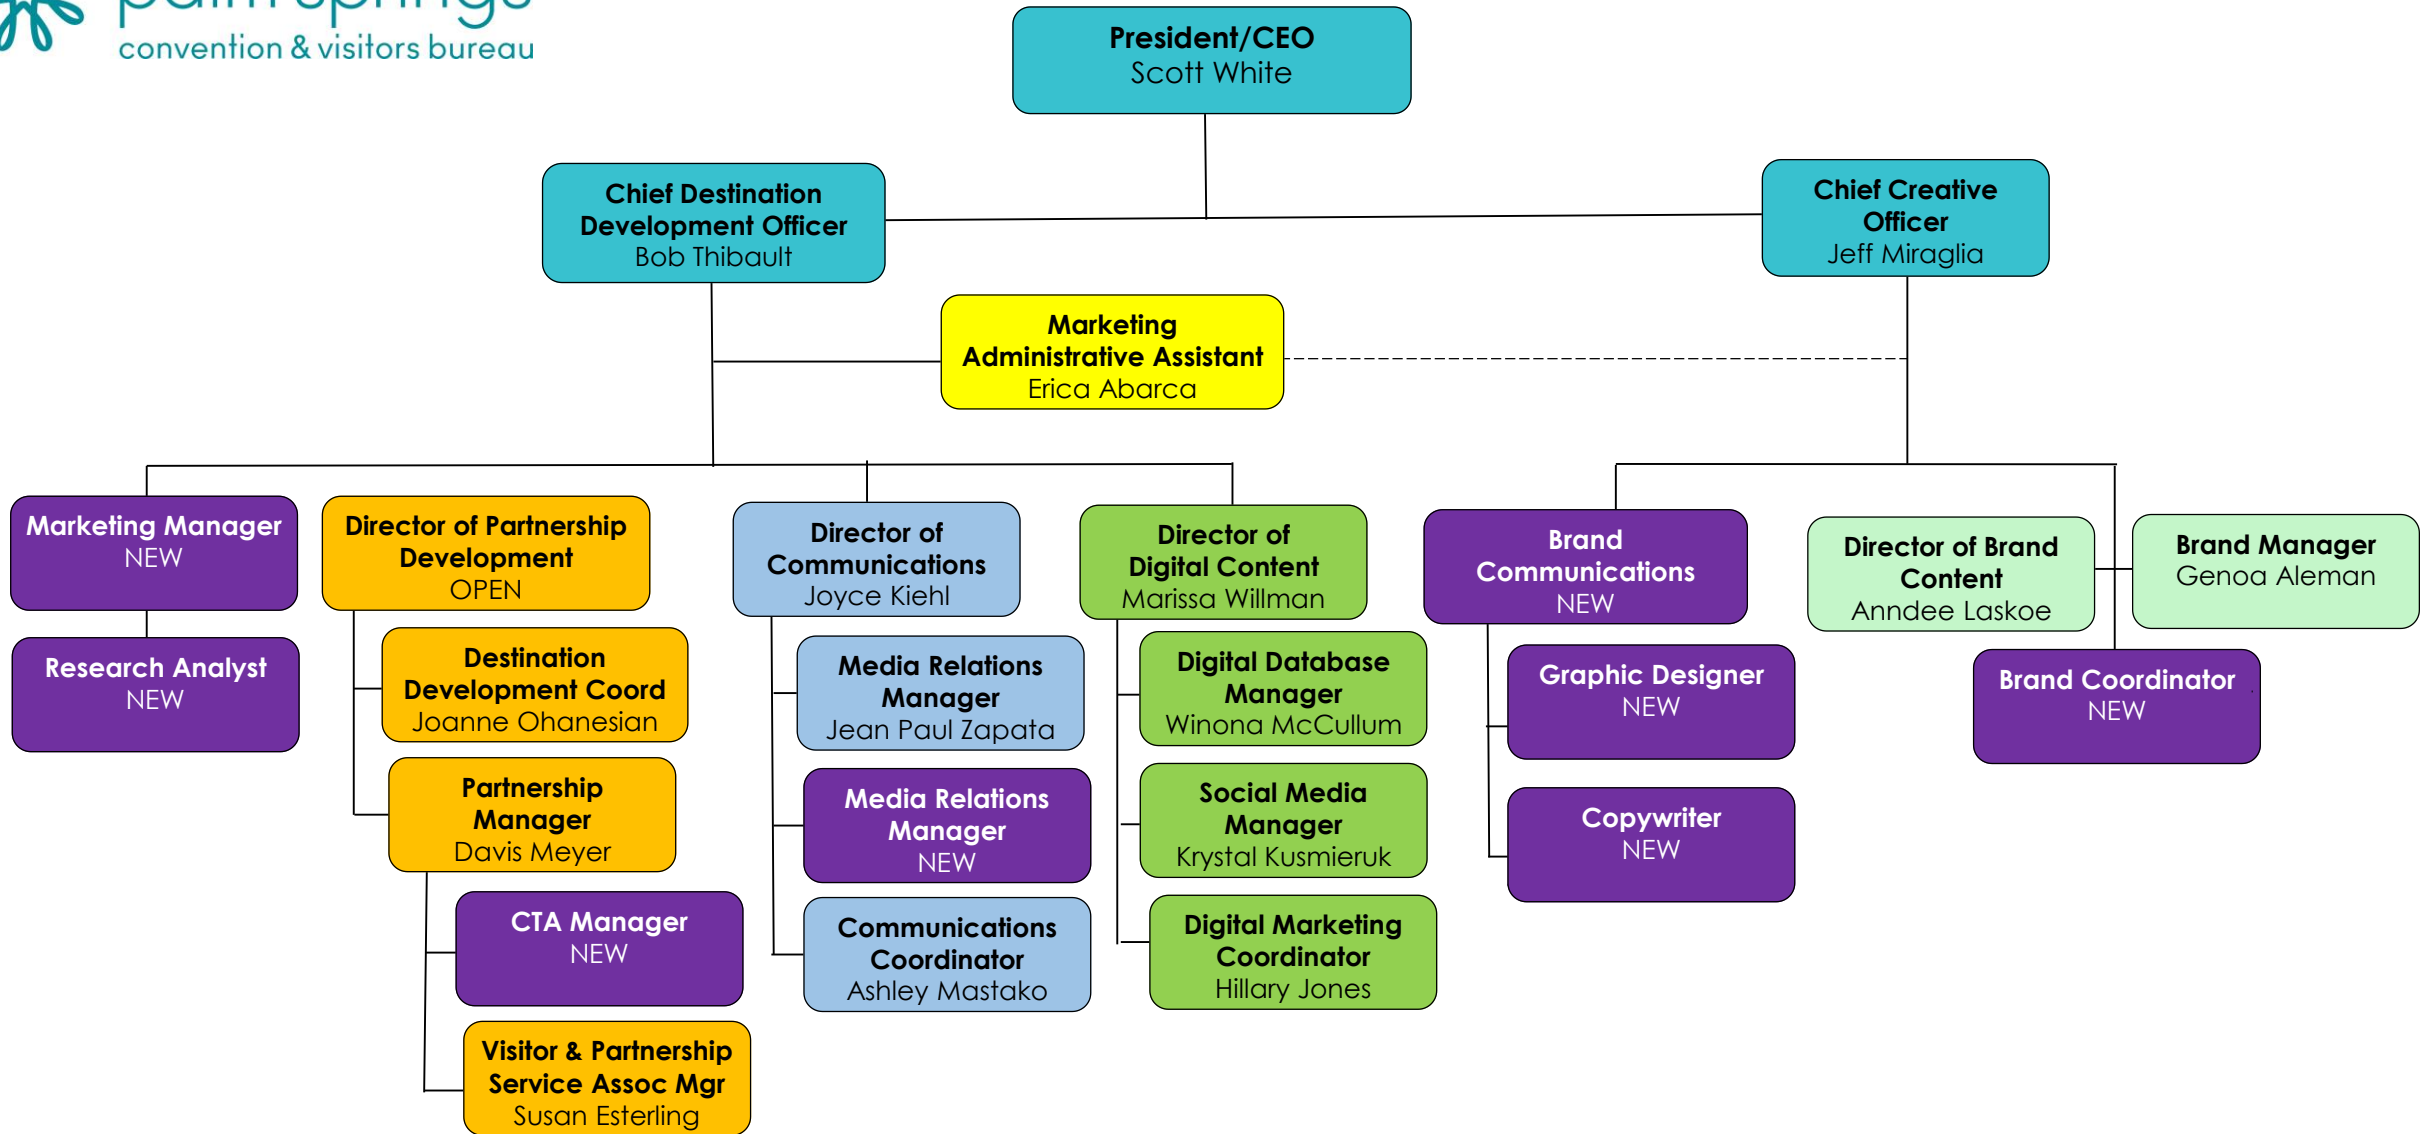 palm springs
convention & visitors bureau
President/CEO
Scott White
Chief Destination
Development Officer
Bob Thibault
Chief Creative
Officer
Jeff Miraglia
Marketing
Administrative Assistant
Erica Abarca
Marketing Manager
NEW
Research Analyst
NEW
Director of Partnership
Development
OPEN
Destination
Development Coord
Joanne Ohanesian
Partnership
Manager
Davis Meyer
CTA Manager
NEW
Visitor & Partnership
Service Assoc Mgr
Susan Esterling
Director of
Communications
Joyce Kiehl
Media Relations
Manager
Jean Paul Zapata
Media Relations
Manager
NEW
Communications
Coordinator
Ashley Mastako
Director of
Digital Content
Marissa Willman
Digital Database
Manager
Winona McCullum
Social Media
Manager
Krystal Kusmieruk
Digital Marketing
Coordinator
Hillary Jones
Brand
Communications
NEW
Graphic Designer
NEW
Copywriter
NEW
Director of Brand
Content
Anndee Laskoe
Brand Manager
Genoa Aleman
Brand Coordinator
NEW